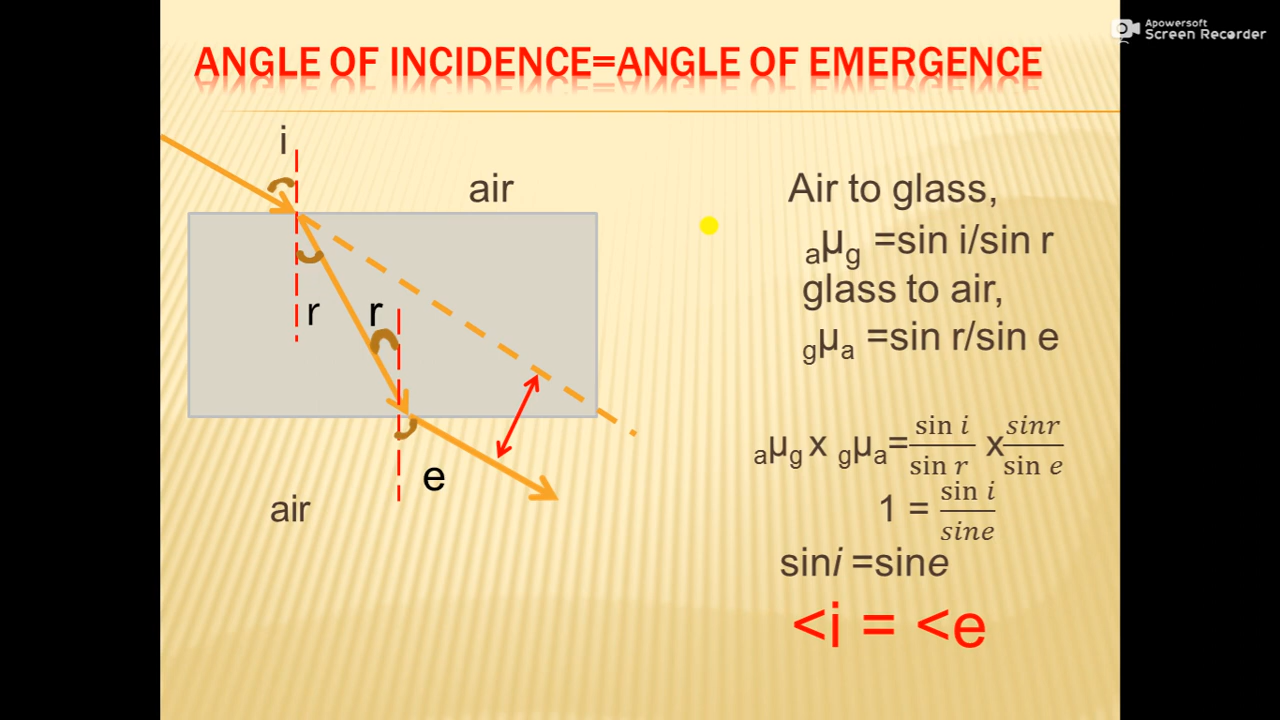 Apowersoft
Screen Recorder
ANGLE OF INCIDENCE=ANGLE OF EMERGENCE
i
air
r
r
e
air
Air to glass,
aμg =sin i/sin r
glass to air,
gμa =sin r/sin e
aμg x gμa=sin i/sin r x sinr/sin e
1 = sin i/sine
sini =sine
<i = <e